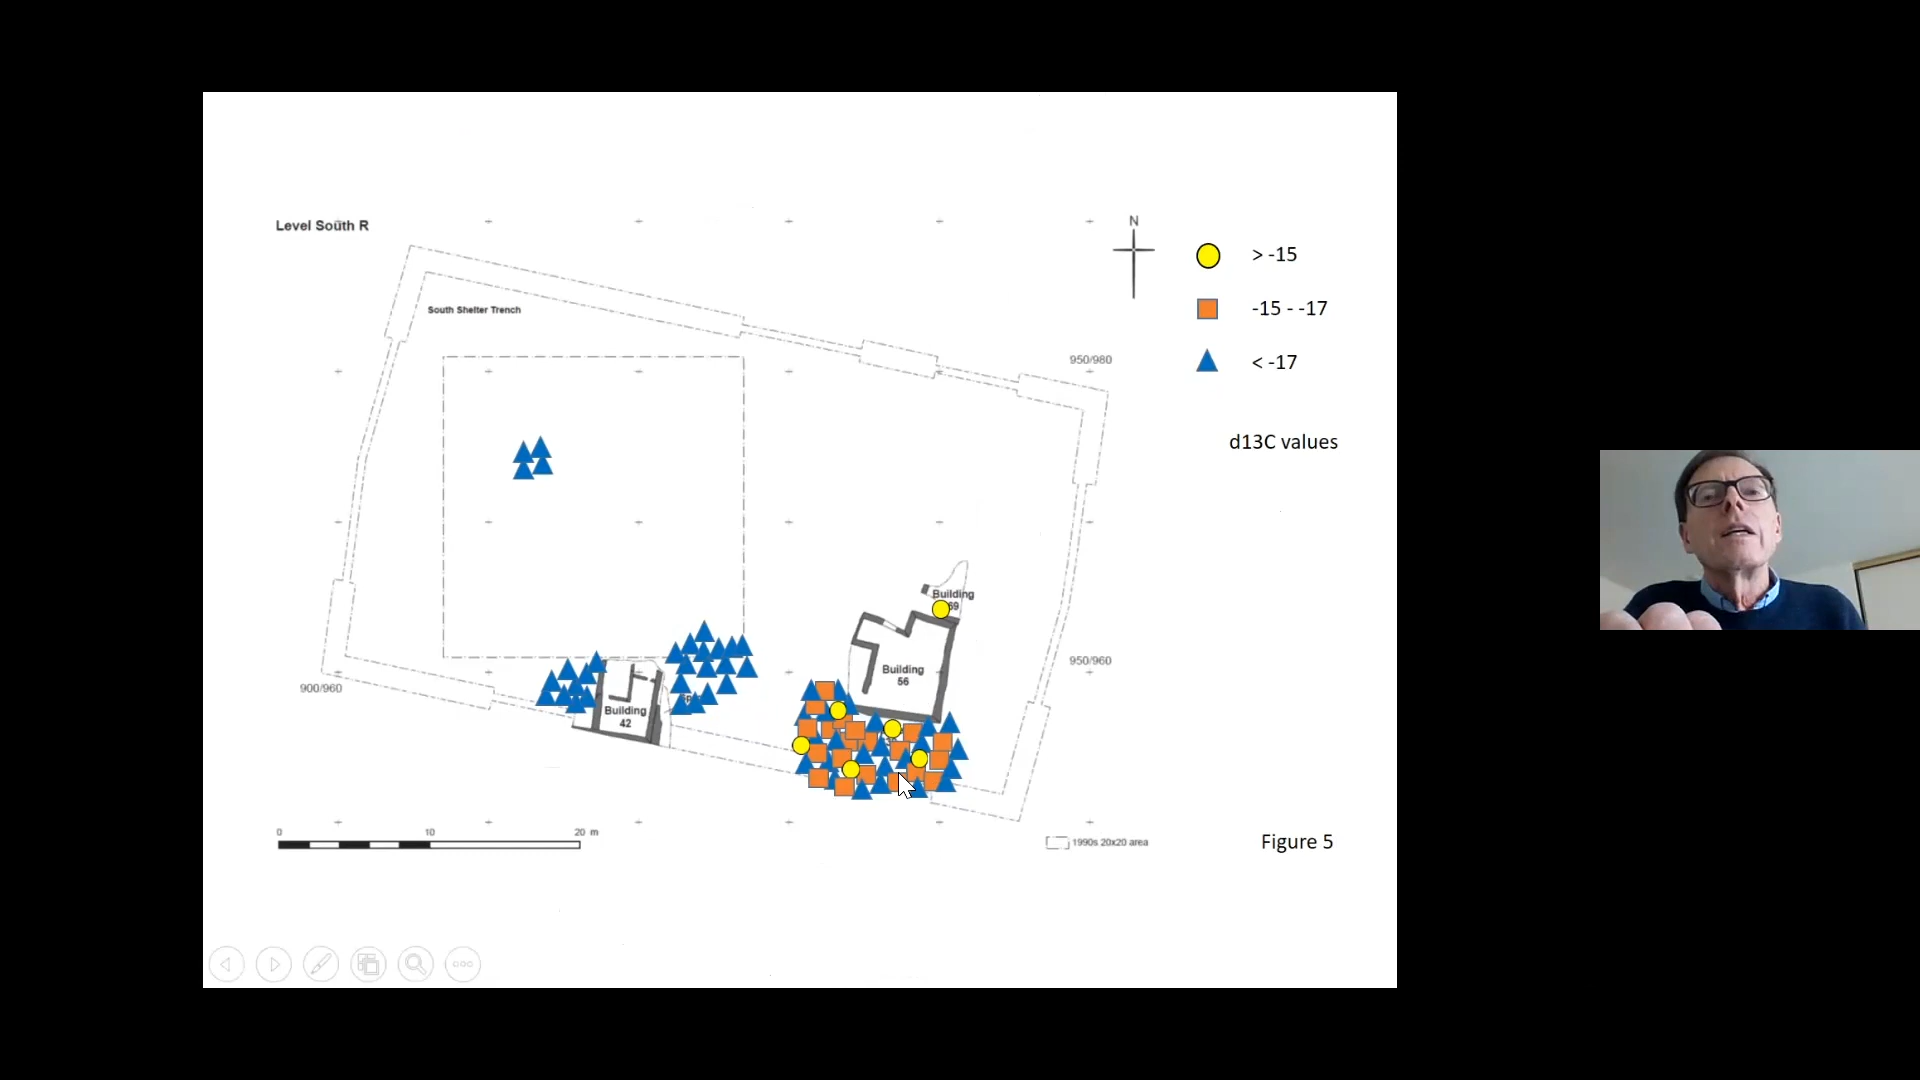 Level South R
N
> -15
South Shelter Trench
-15 - -17
950/980
< -17
d13C values
Building
Building
56
950/960
900/960
Building
42
0 10 20 m
1990s 20x20 area
Figure 5